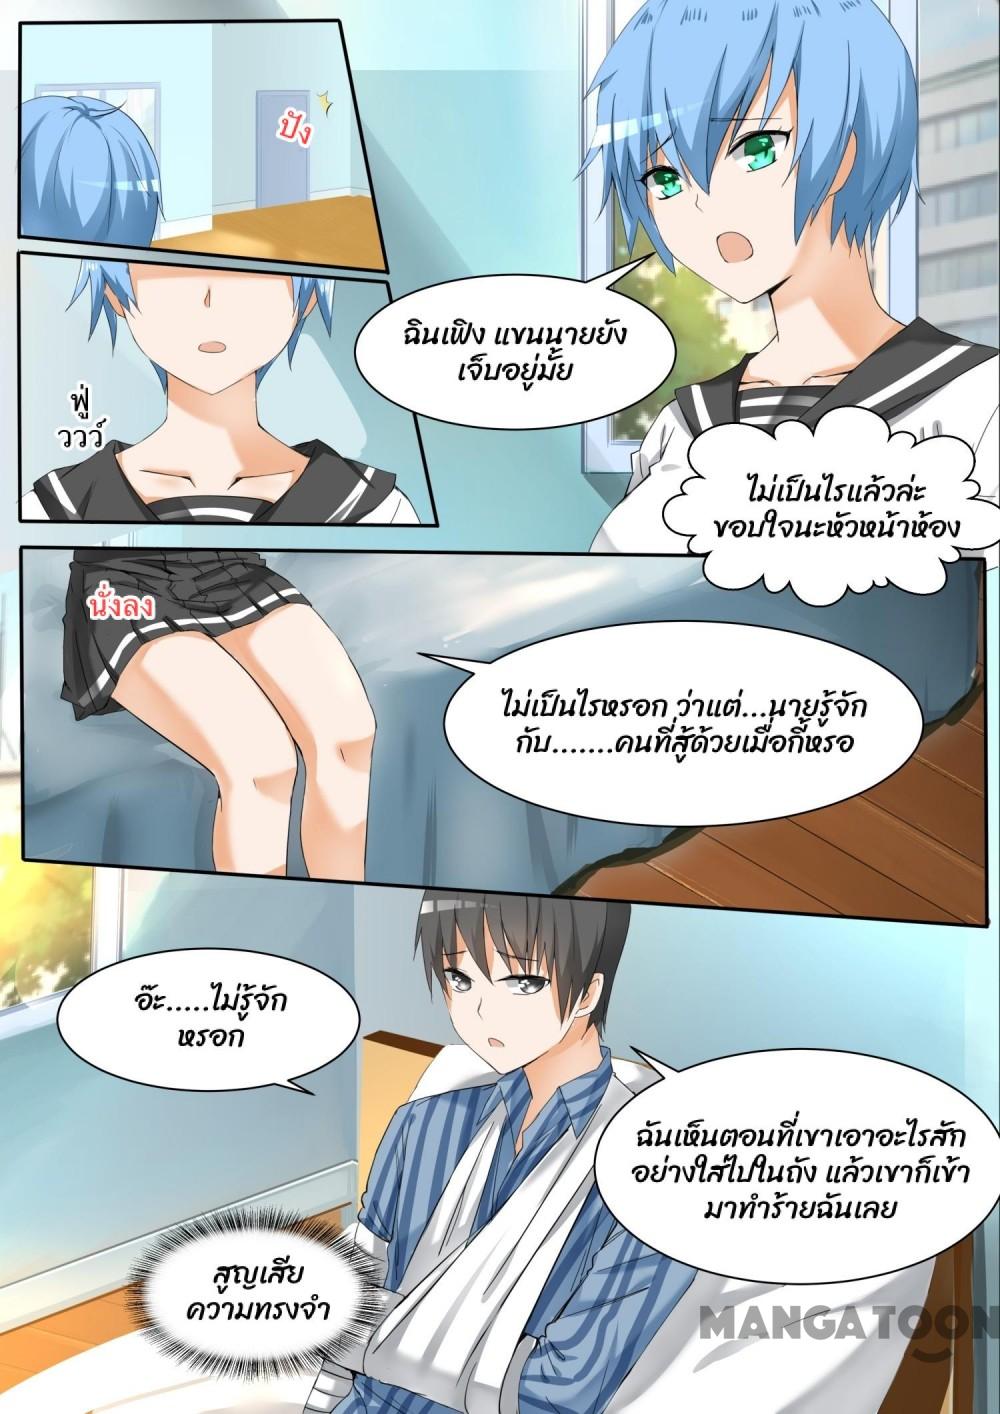 ปัง
ฉินเฟิง แขนนายยัง
เจ็บอยู่มั้ย
ฟู่
ววว์
ไม่เป็นไรแล้วล่ะ
ขอบใจนะหัวหน้าห้อง
นั่งลง
ไม่เป็นไรหรอก ว่าแต่...นายรู้จัก
กับ.......คนที่สู้ด้วยเมื่อกี้หรอ
อ๊ะ.....ไม่รู้จัก
หรอก
ฉันเห็นตอนที่เขาเอาอะไรสัก
อย่างใส่ไปในถัง แล้วเขาก็เข้า
มาทำร้ายฉันเลย
สูญเสีย
ความทรงจำ
MANGATOON